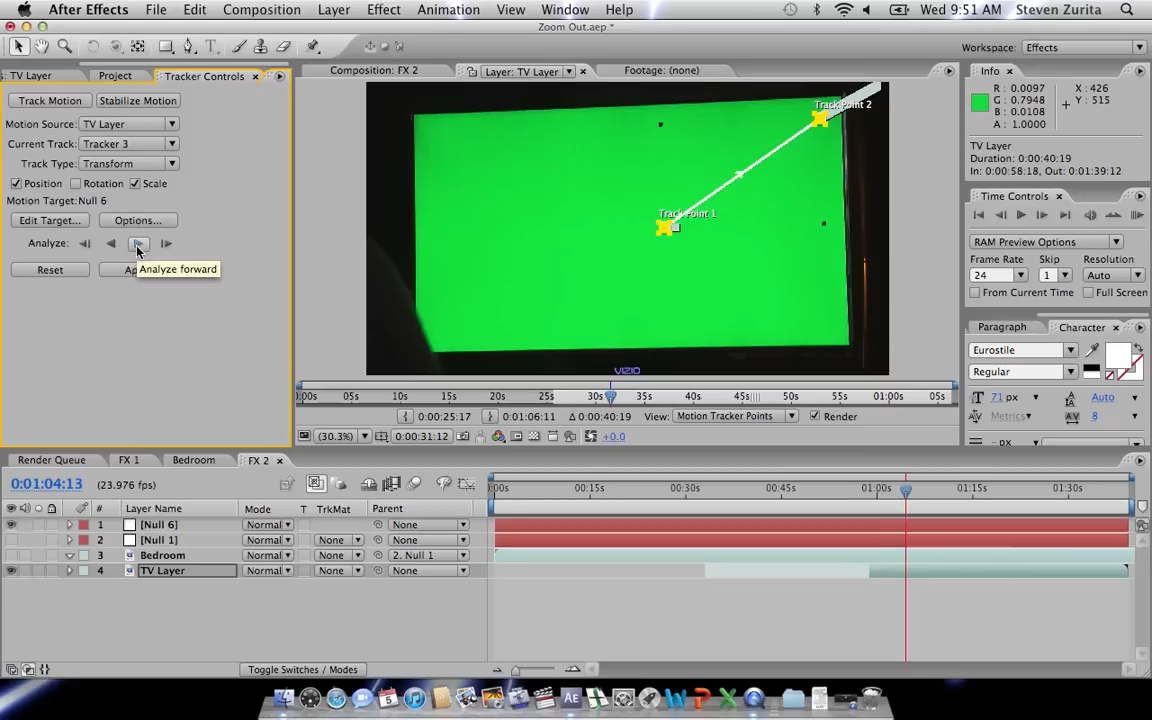 After Effects File Edit Composition Layer Effect Animation View Window Help Wed 9:51 AM Steven Zurita
Zoom Out.aep *
T Workspace: Effects
: TV Layer Project Tracker Controls × Composition: FX 2 Layer: TV Layer Footage: (none) Info ×
Track Motion Stabilize Motion
Motion Source: TV Layer
Current Track: Tracker 3
Track Type: Transform
Position Rotation Scale
Motion Target:Null 6
Edit Target... Options...
Analyze:
Reset Ap
Analyze forward
Track Point 2
Track Point 1
VIZIO
:00s 05s 10s 15s 20s 25s 30s 35s 40s 45s 50s 55s 01:00s 05s
0:00:25:17 0:01:06:11 Δ 0:00:40:19 View: Motion Tracker Points Render
(30.3%) 0:00:31:12 +0.0
R : 0.0097 X : 426
G : 0.7948 Y : 515
B : 0.0108
A : 1.0000
TV Layer
Duration: 0:00:40:19
In: 0:00:58:18, Out: 0:01:39:12
Time Controls ×
RAM Preview Options
Frame Rate Skip Resolution
24 1 Auto
From Current Time Full Screen
Paragraph Character ×
Eurostile
Regular
71 px Auto
Metrics 8
- px
Render Queue FX 1 Bedroom FX 2 ×
0:01:04:13 (23.976 fps)
:00s 00:15s 00:30s 00:45s 01:00s 01:15s 01:30s
# Layer Name Mode T TrkMat Parent
1 [Null 6] Normal None
2 [Null 1] Normal None None
3 Bedroom Normal None 2. Null 1
4 TV Layer Normal None None
Toggle Switches / Modes
5 AE W P X